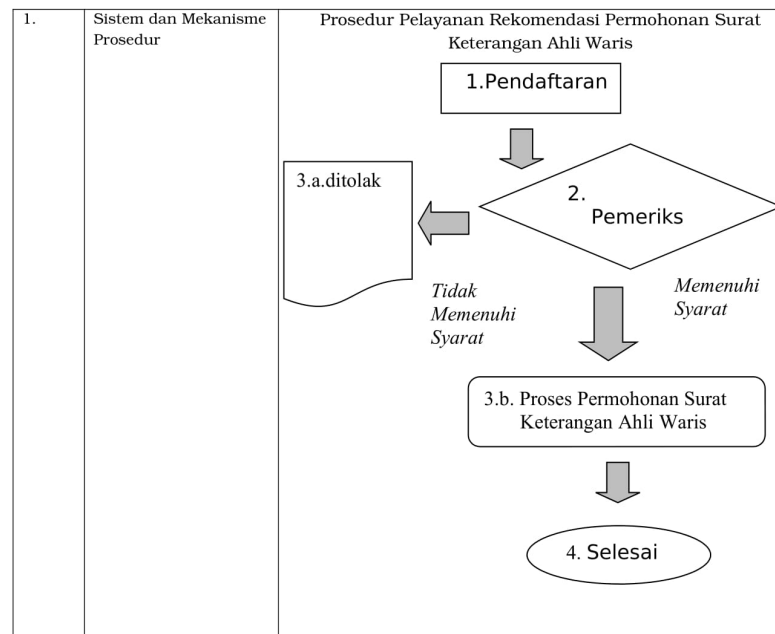 1.
Sistem dan Mekanisme
Prosedur
Prosedur Pelayanan Rekomendasi Permohonan Surat
Keterangan Ahli Waris
1.Pendaftaran
2.
Pemeriks
3.a.ditolak
Tidak
Memenuhi
Syarat
Memenuhi
Syarat
3.b. Proses Permohonan Surat
Keterangan Ahli Waris
4. Selesai